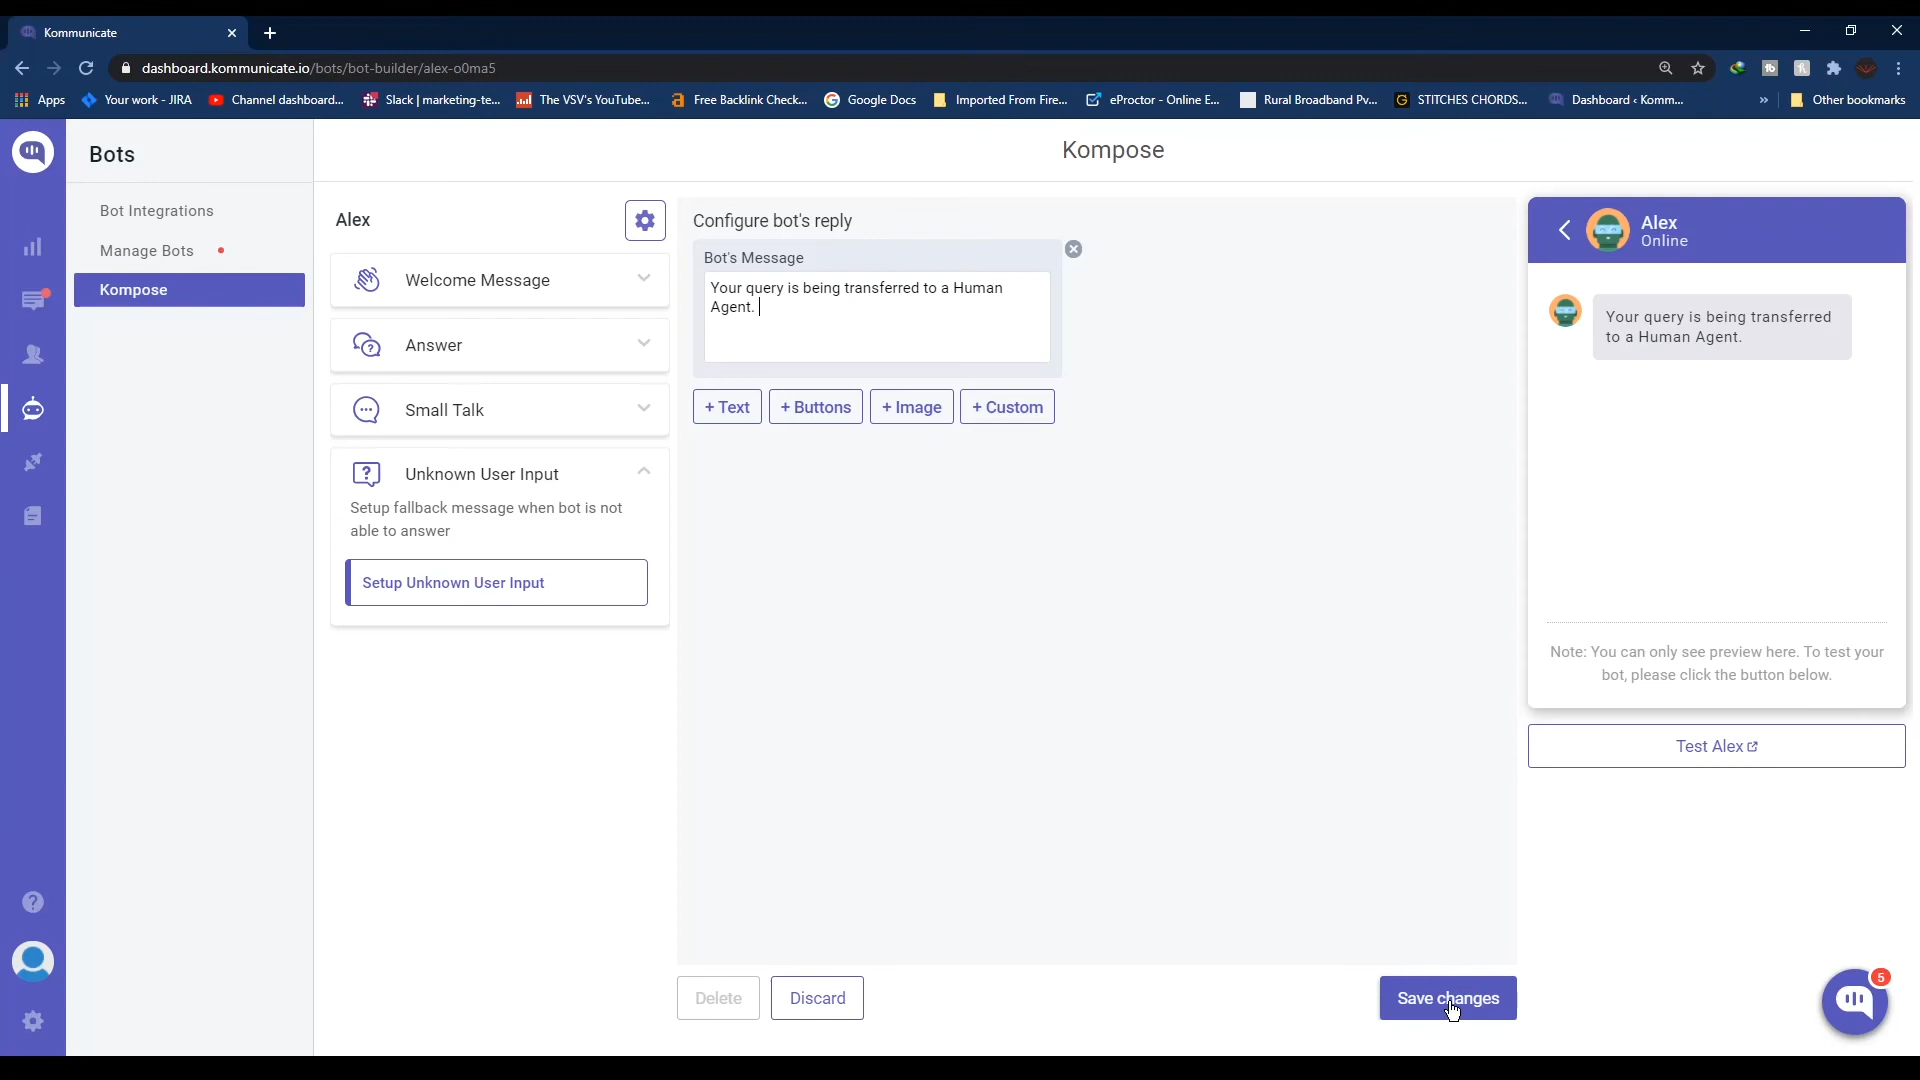 Kommunicate
dashboard.kommunicate.io/bots/bot-builder/alex-o0ma5
Apps
Your work - JIRA
Channel dashboard...
Slack | marketing-te...
The VSV's YouTube...
Free Backlink Check...
Google Docs
Imported From Fire...
eProctor - Online E...
Rural Broadband Pv...
STITCHES CHORDS...
Dashboard ‹ Komm...
»
Other bookmarks
Bots
Bot Integrations
Manage Bots
Kompose
Kompose
Alex
Welcome Message
Answer
Small Talk
Unknown User Input
Setup fallback message when bot is not
able to answer
Setup Unknown User Input
Configure bot's reply
Bot's Message
Your query is being transferred to a Human
Agent.
+ Text
+ Buttons
+ Image
+ Custom
Delete
Discard
Save changes
Alex
Online
Your query is being transferred
to a Human Agent.
Note: You can only see preview here. To test your
bot, please click the button below.
Test Alex
5